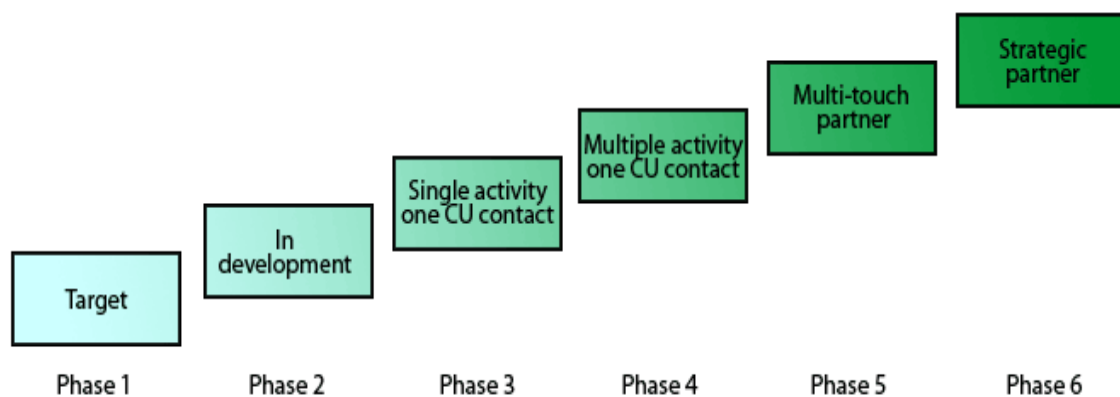 Strategic
partner
Multi-touch
partner
Multiple activity
one CU contact
Single activity
one CU contact
In
development
Target
Phase 1
Phase 2
Phase 3
Phase 4
Phase 5
Phase 6